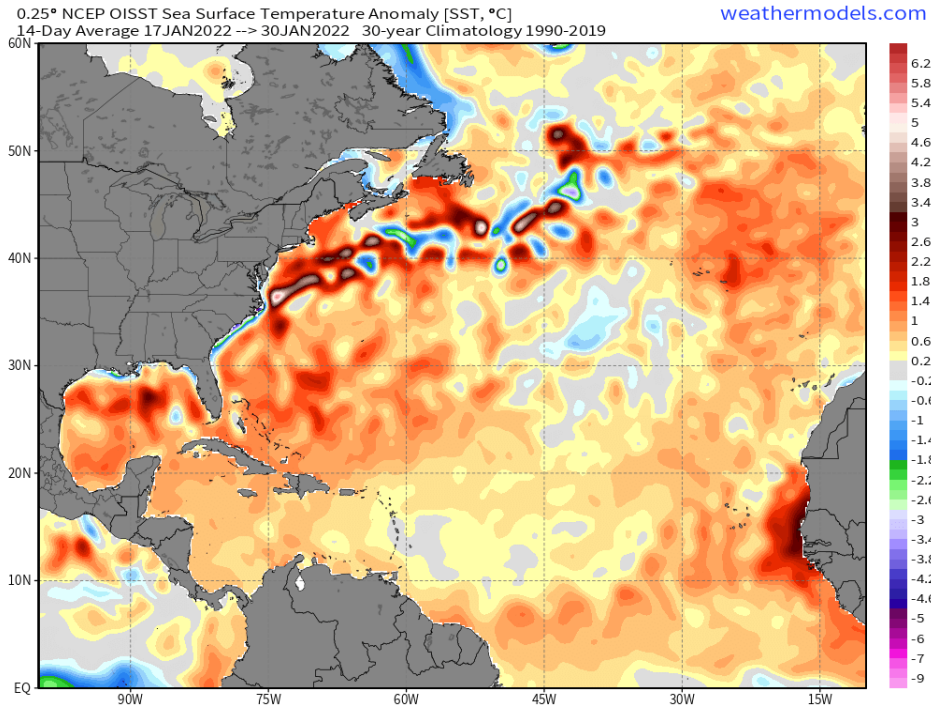 0.25° NCEP OISST Sea Surface Temperature Anomaly [SST, °C]
weathermodels.com
14-Day Average 17JAN2022 --> 30JAN2022 30-year Climatology 1990-2019
60N
50N
40N
30N
20N
10N
EQ
90W
75W
60W
45W
30W
15W
6.2
5.8
5.4
5
4.6
4.2
3.8
3.4
3
2.6
2.2
1.8
1.4
1
0.6
0.2
-0.2
-0.6
-1
-1.4
-1.8
-2.2
-2.6
-3
-3.4
-3.8
-4.2
-4.6
-5
-6
-7
-9